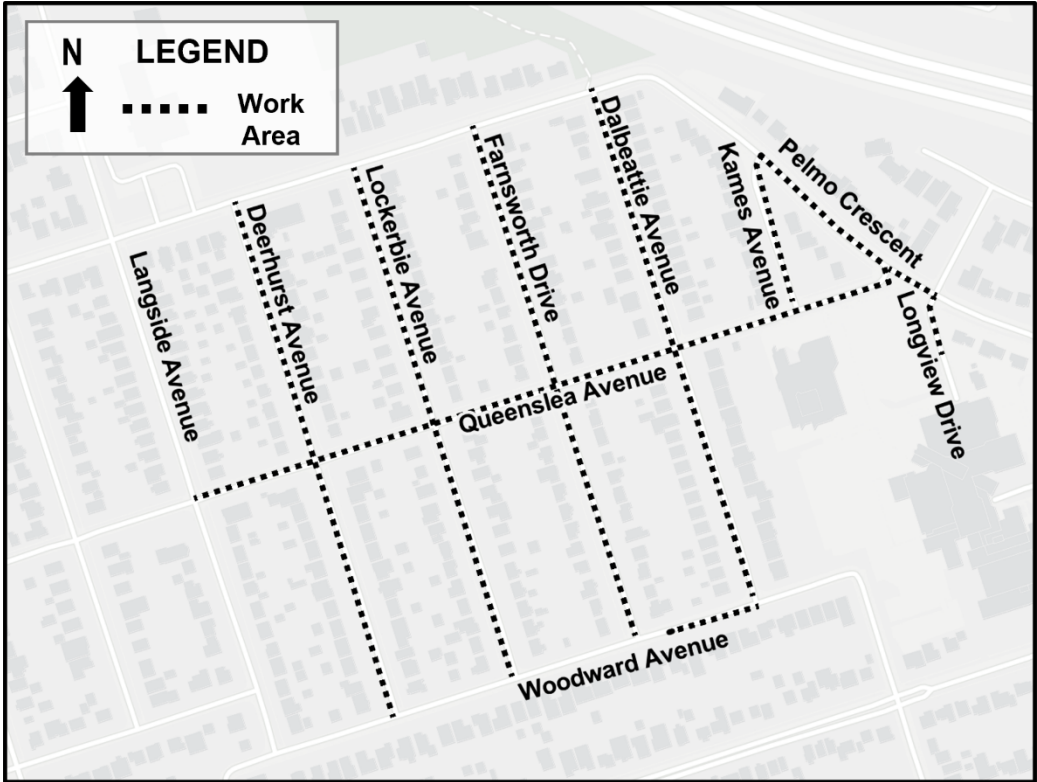 N
LEGEND
Work
Area
Langside Avenue
Deerhurst Avenue
Lockerbie Avenue
Farnsworth Drive
Dalbeattie Avenue
Kames Avenue
Pelmo Crescent
Longview Drive
Queenslea Avenue
Woodward Avenue